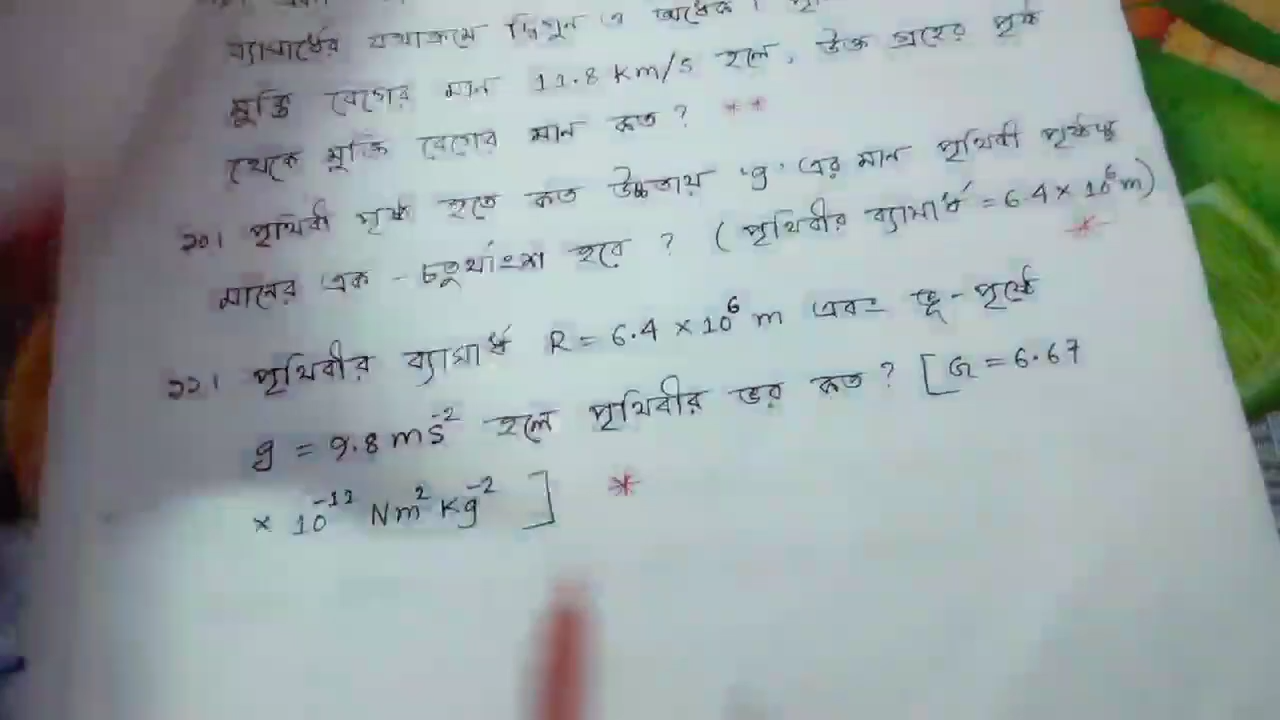 ব্যাসার্ধের যথাক্রমে দ্বিগুন ও অর্ধেক।
মুক্তি বেগের মান 11.8 km/s হলে, উক্ত গ্রহের পৃষ্ঠ
থেকে মুক্তি বেগের মান কত? **
২০। পৃথিবী পৃষ্ঠ হতে কত উচ্চতায় 'g' এর মান পৃথিবী পৃষ্ঠের
মানের এক - চতুর্থাংশ হবে? (পৃথিবীর ব্যাসার্ধ = 6.4 × 10⁶ m) *
২২। পৃথিবীর ব্যাসার্ধ R = 6.4 × 10⁶ m এবং ভূ - পৃষ্ঠে
g = 9.8 ms⁻² হলে পৃথিবীর ভর কত? [G = 6.67
× 10⁻¹¹ Nm² Kg⁻² ] *